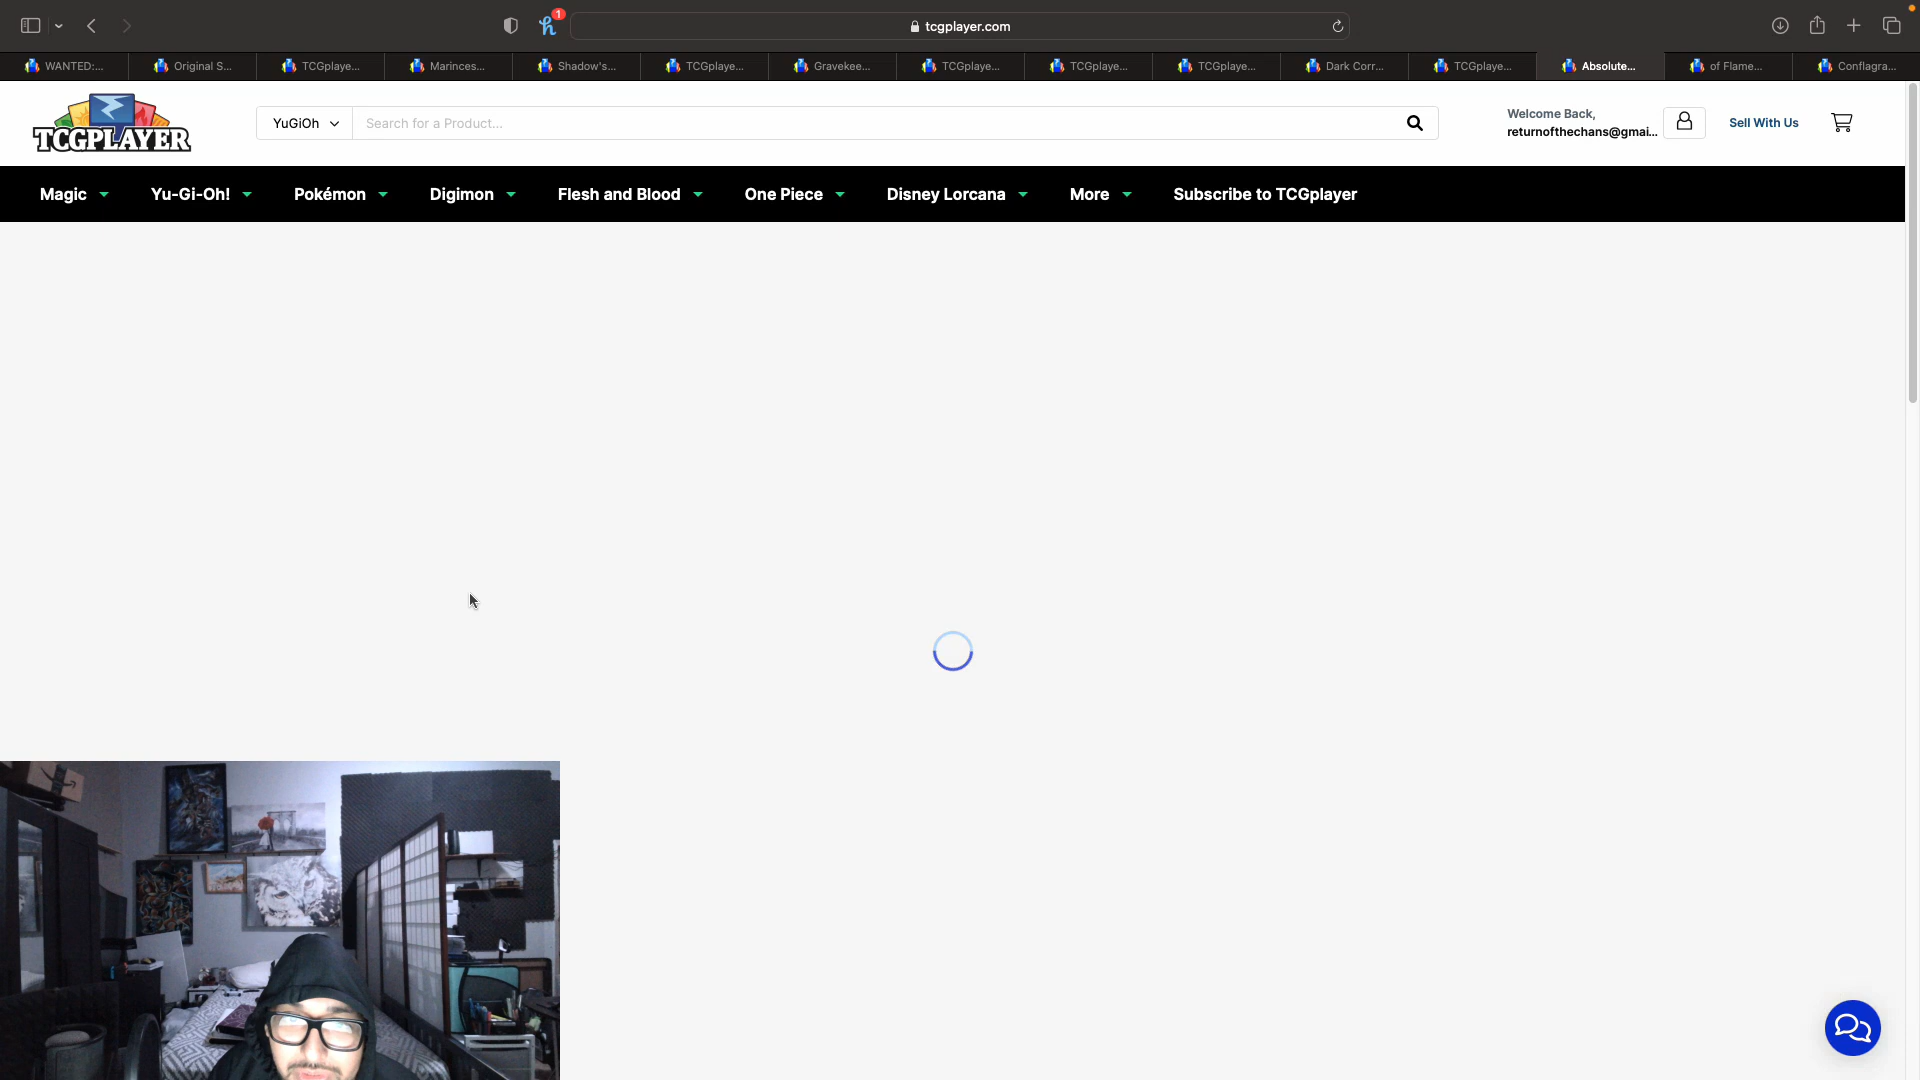 1
tcgplayer.com
WANTED:...
Original S...
TCGplaye...
Marinces...
Shadow's...
TCGplaye...
Gravekee...
TCGplaye...
TCGplaye...
TCGplaye...
Dark Corr...
TCGplaye...
Absolute...
of Flame...
Conflagra...
TCGPLAYER
YuGiOh
Search for a Product...
Welcome Back,
returnofthechans@gmai...
Sell With Us
Magic
Yu-Gi-Oh!
Pokémon
Digimon
Flesh and Blood
One Piece
Disney Lorcana
More
Subscribe to TCGplayer